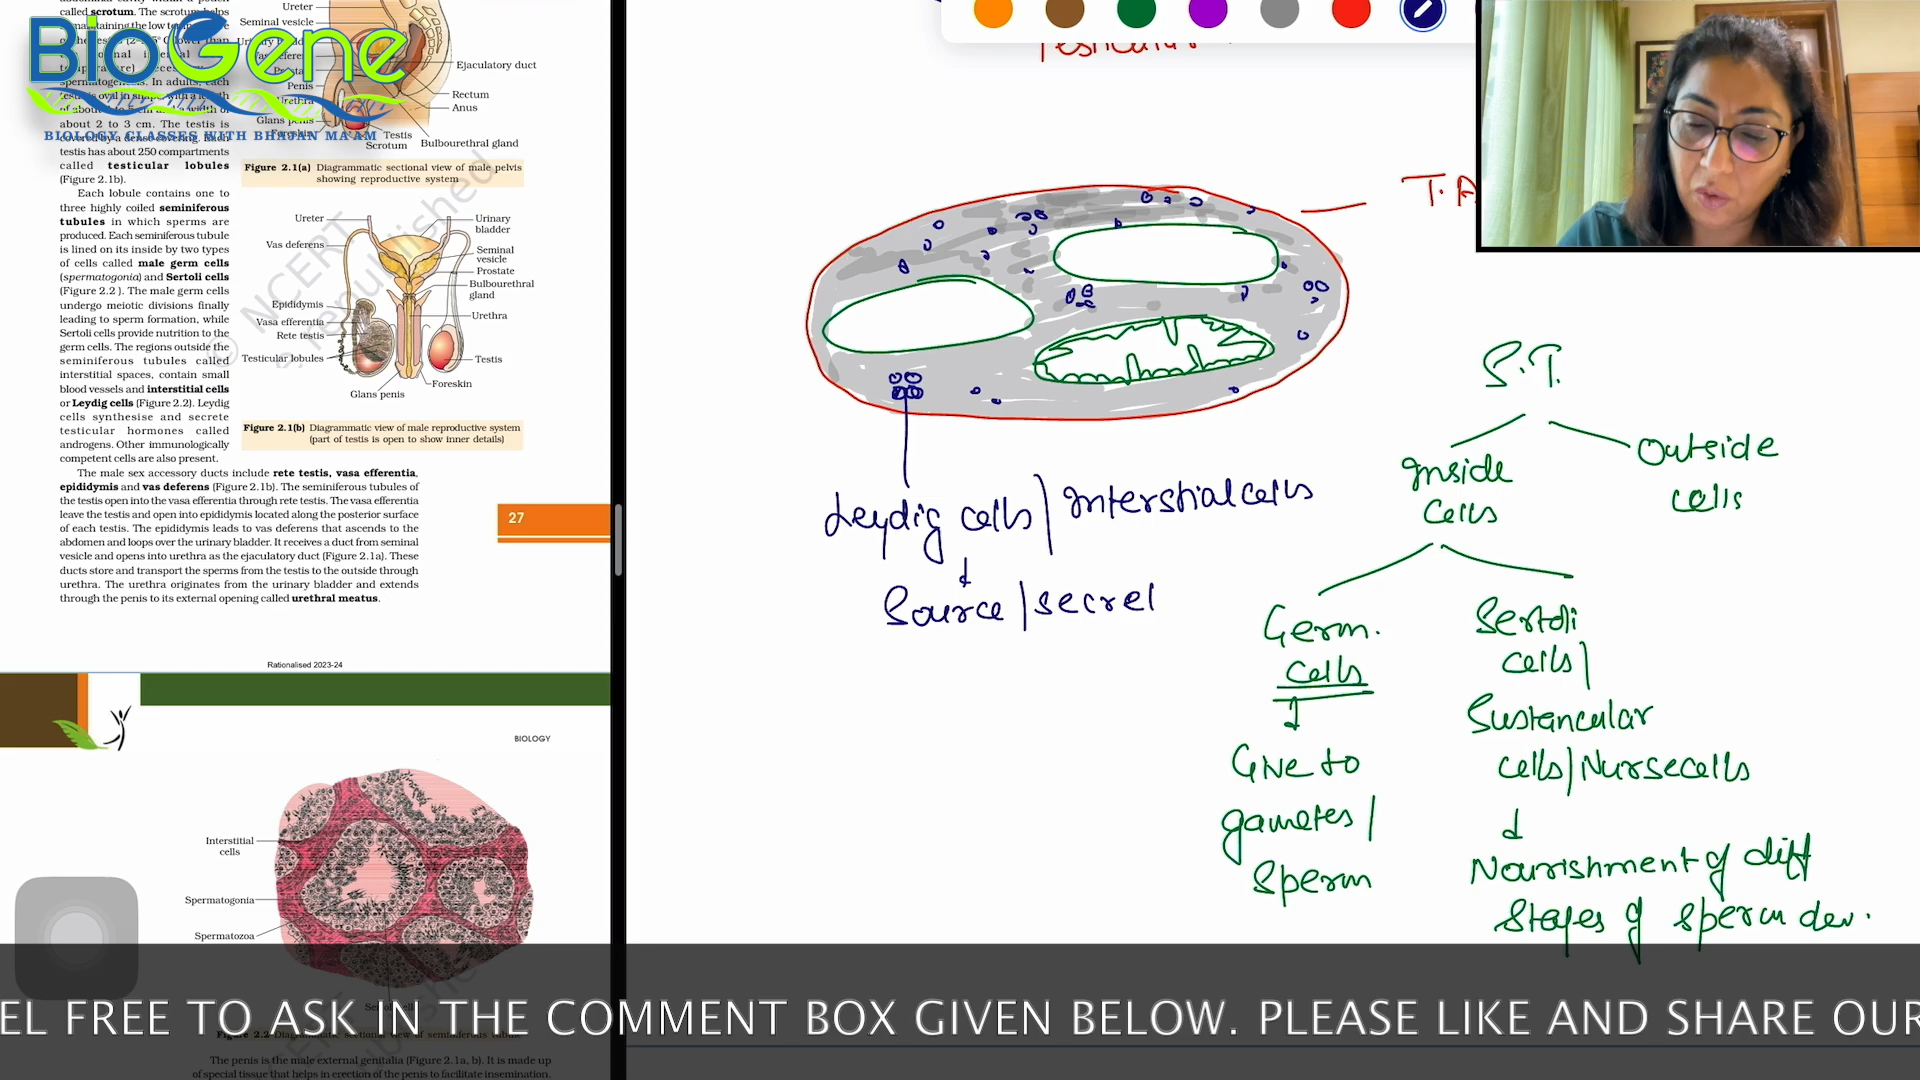 called scrotum. The scrotum helps
BioGene
BIOLOGY CLASSES WITH BHAJAN MA'AM
about 2 to 3 cm. The testis is
testis has about 250 compartments
called testicular lobules
(Figure 2.1b).
Each lobule contains one to
three highly coiled seminiferous
tubules in which sperms are
produced. Each seminiferous tubule
is lined on its inside by two types
of cells called male germ cells
(spermatogonia) and Sertoli cells
(Figure 2.2 ). The male germ cells
undergo meiotic divisions finally
leading to sperm formation, while
Sertoli cells provide nutrition to the
germ cells. The regions outside the
seminiferous tubules called
interstitial spaces, contain small
blood vessels and interstitial cells
or Leydig cells (Figure 2.2). Leydig
cells synthesise and secrete
testicular hormones called
androgens. Other immunologically
competent cells are also present.
Ureter
Seminal vesicle
Penis
Ejaculatory duct
Rectum
Anus
Testis
Scrotum
Bulbourethral gland
Figure 2.1(a) Diagrammatic sectional view of male pelvis
showing reproductive system
Ureter
Vas deferens
Epididymis
Vasa efferentia
Rete testis
Testicular lobules
Glans penis
Urinary
bladder
Seminal
vesicle
Prostate
Bulbourethral
gland
Urethra
Testis
Foreskin
Figure 2.1(b) Diagrammatic view of male reproductive system
(part of testis is open to show inner details)
The male sex accessory ducts include rete testis, vasa efferentia,
epididymis and vas deferens (Figure 2.1b). The seminiferous tubules of
the testis open into the vasa efferentia through rete testis. The vasa efferentia
leave the testis and open into epididymis located along the posterior surface
of each testis. The epididymis leads to vas deferens that ascends to the
abdomen and loops over the urinary bladder. It receives a duct from seminal
vesicle and opens into urethra as the ejaculatory duct (Figure 2.1a). These
ducts store and transport the sperms from the testis to the outside through
urethra. The urethra originates from the urinary bladder and extends
through the penis to its external opening called urethral meatus.
27
Rationalised 2023-24
BIOLOGY
Interstitial
cells
Spermatogonia
Spermatozoa
The penis is the male external genitalia (Figure 2.1a, b). It is made up
of special tissue that helps in erection of the penis to facilitate insemination.
T.A
Leydig cells/Interstial cells
Source/secret
S.T.
Inside
Cells
Outside
cells
Germ.
cells
Give to
gametes/
Sperm
Sertoli
cells/
Sustancular
cells/Nursecells
Nourishment of diff
Stages of sperm dev.
EL FREE TO ASK IN THE COMMENT BOX GIVEN BELOW. PLEASE LIKE AND SHARE OUR